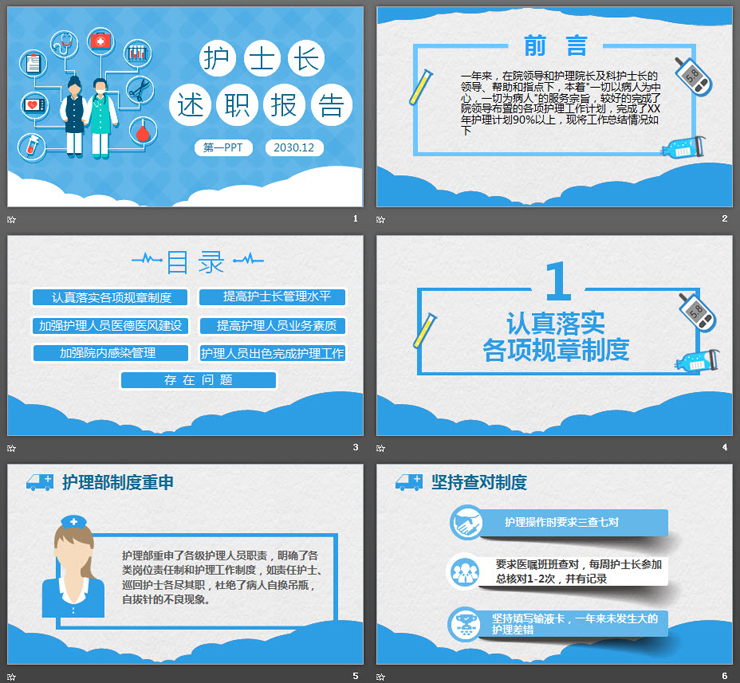 护士长
述职报告
第一PPT
2030.12
1
前 言
一年来，在院领导和护理院长及科护士长的
领导、帮助和指点下，本着"一切以病人为中
心，一切为病人"的服务宗旨，较好的完成了
院领导布置的各项护理工作计划，完成了XX
年护理计划90%以上，现将工作总结情况如
下
5.8
2
目录
认真落实各项规章制度
提高护士长管理水平
加强护理人员医德医风建设
提高护理人员业务素质
加强院内感染管理
护理人员出色完成护理工作
存 在 问 题
3
1
认真落实
各项规章制度
5.8
4
护理部制度重申
护理部重申了各级护理人员职责，明确了各
类岗位责任制和护理工作制度，如责任护士、
巡回护士各尽其职，杜绝了病人自换吊瓶，
自拔针的不良现象。
5
坚持查对制度
护理操作时要求三查七对
要求医嘱班班查对，每周护士长参加
总核对1-2次，并有记录
坚持填写输液卡，一年来未发生大的
护理差错
6